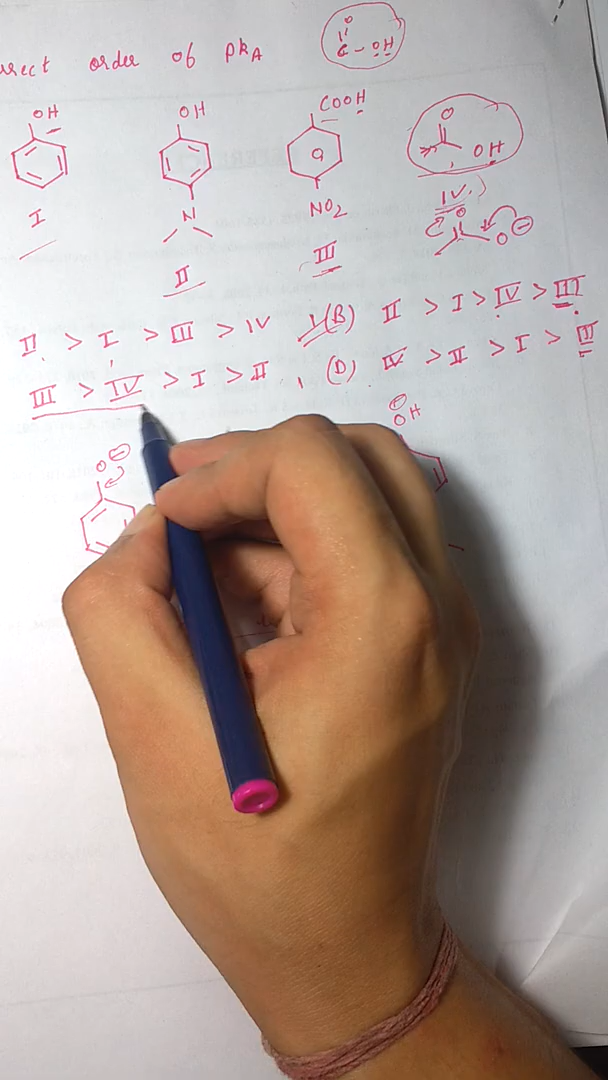 order of pKA
O
C - OH
OH OH COOH O
OH
N NO2 IV.)
I II III
O O
II > I > III > IV (B) II > I > IV > III
III > IV > I > II , (D) IV > II > I > III
O OH